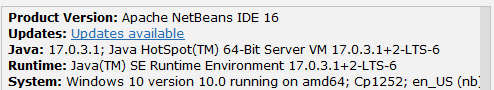 Product Version: Apache NetBeans IDE 16
Updates: Updates available
Java: 17.0.3.1; Java HotSpot(TM) 64-Bit Server VM 17.0.3.1+2-LTS-6
Runtime: Java(TM) SE Runtime Environment 17.0.3.1+2-LTS-6
System: Windows 10 version 10.0 running on amd64; Cp1252; en_US (nb)